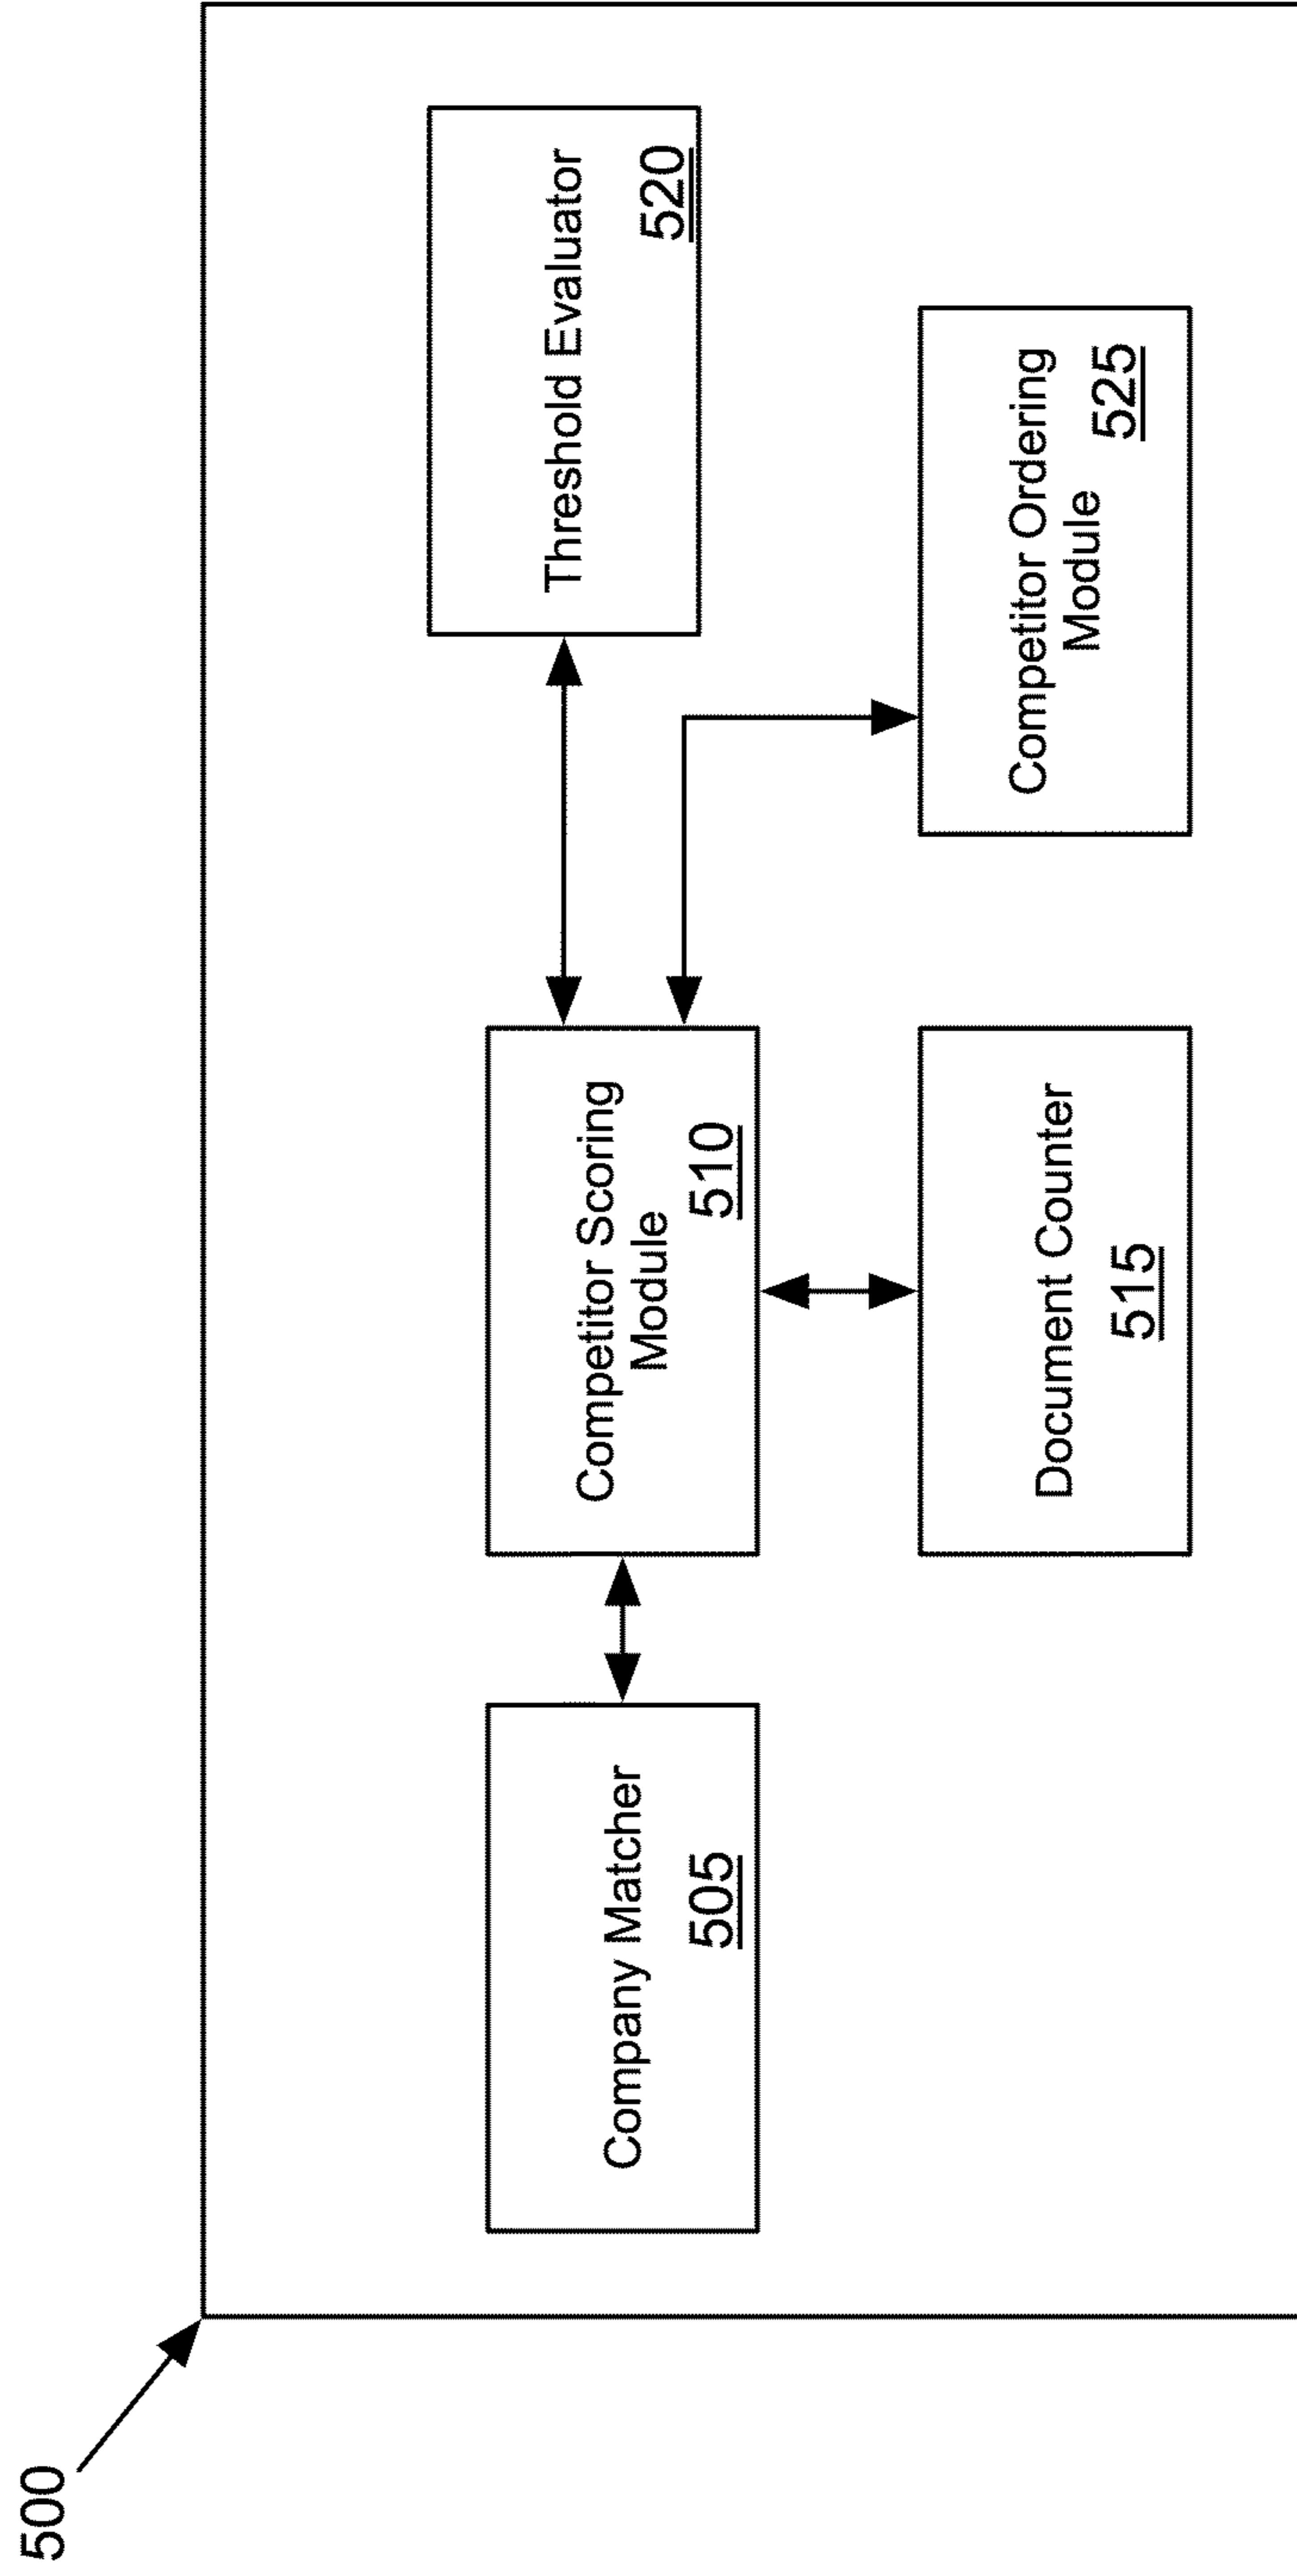 500
Company Matcher
505
Competitor Scoring
Module
510
Document Counter
515
Threshold Evaluator
520
Competitor Ordering
Module
525